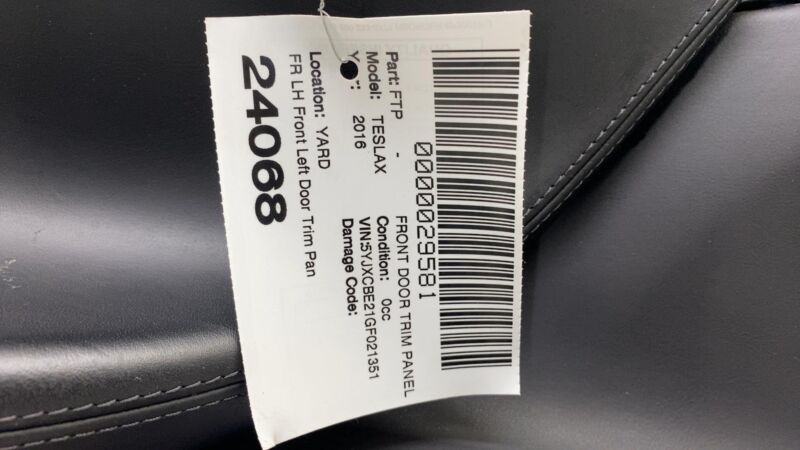 0000029581
Part: FTP - FRONT DOOR TRIM PANEL
Model: TESLAX Condition: 0cc
2016 VIN:5YJXCBE21GF021351
Damage Code:
Location: YARD
FR LH Front Left Door Trim Pan
24068